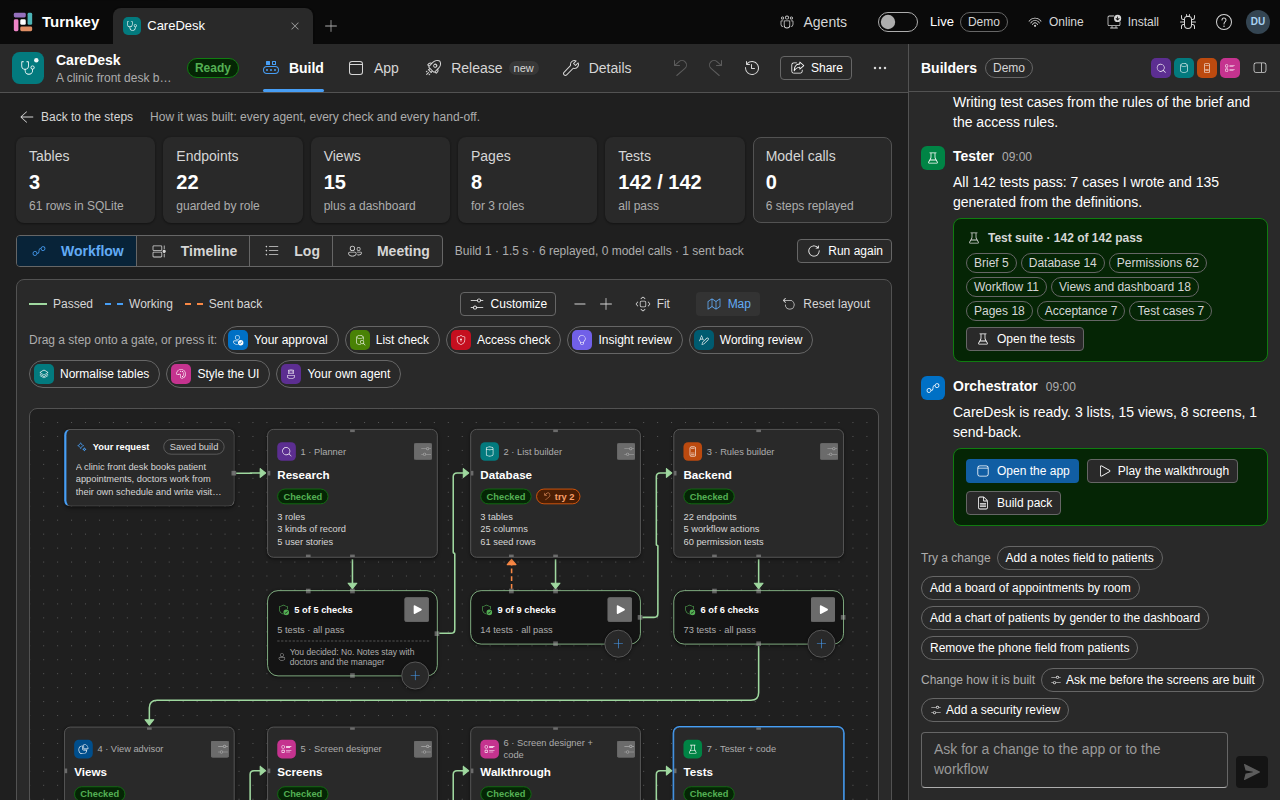 Turnkey
CareDesk
Agents
Live
Demo
Online
Install
DU
CareDesk
A clinic front desk b…
Ready
Build
App
Release
new
Details
Share
Builders
Demo
Back to the steps
How it was built: every agent, every check and every hand-off.
Tables
3
61 rows in SQLite
Endpoints
22
guarded by role
Views
15
plus a dashboard
Pages
8
for 3 roles
Tests
142 / 142
all pass
Model calls
0
6 steps replayed
Workflow
Timeline
Log
Meeting
Build 1 · 1.5 s · 6 replayed, 0 model calls · 1 sent back
Run again
Passed
Working
Sent back
Customize
Fit
Map
Reset layout
Drag a step onto a gate, or press it:
Your approval
List check
Access check
Insight review
Wording review
Normalise tables
Style the UI
Your own agent
Your request
Saved build
A clinic front desk books patient
appointments, doctors work from
their own schedule and write visit…
1 · Planner
Research
Checked
3 roles
3 kinds of record
5 user stories
2 · List builder
Database
Checked
try 2
3 tables
25 columns
61 seed rows
3 · Rules builder
Backend
Checked
22 endpoints
5 workflow actions
60 permission tests
5 of 5 checks
5 tests · all pass
You decided: No. Notes stay with
doctors and the manager
9 of 9 checks
14 tests · all pass
6 of 6 checks
73 tests · all pass
4 · View advisor
Views
Checked
5 · Screen designer
Screens
Checked
6 · Screen designer +
code
Walkthrough
Checked
7 · Tester + code
Tests
Checked
Writing test cases from the rules of the brief and
the access rules.
Tester 09:00
All 142 tests pass: 7 cases I wrote and 135
generated from the definitions.
Test suite · 142 of 142 pass
Brief 5
Database 14
Permissions 62
Workflow 11
Views and dashboard 18
Pages 18
Acceptance 7
Test cases 7
Open the tests
Orchestrator 09:00
CareDesk is ready. 3 lists, 15 views, 8 screens, 1
send-back.
Open the app
Play the walkthrough
Build pack
Try a change
Add a notes field to patients
Add a board of appointments by room
Add a chart of patients by gender to the dashboard
Remove the phone field from patients
Change how it is built
Ask me before the screens are built
Add a security review
Ask for a change to the app or to the
workflow